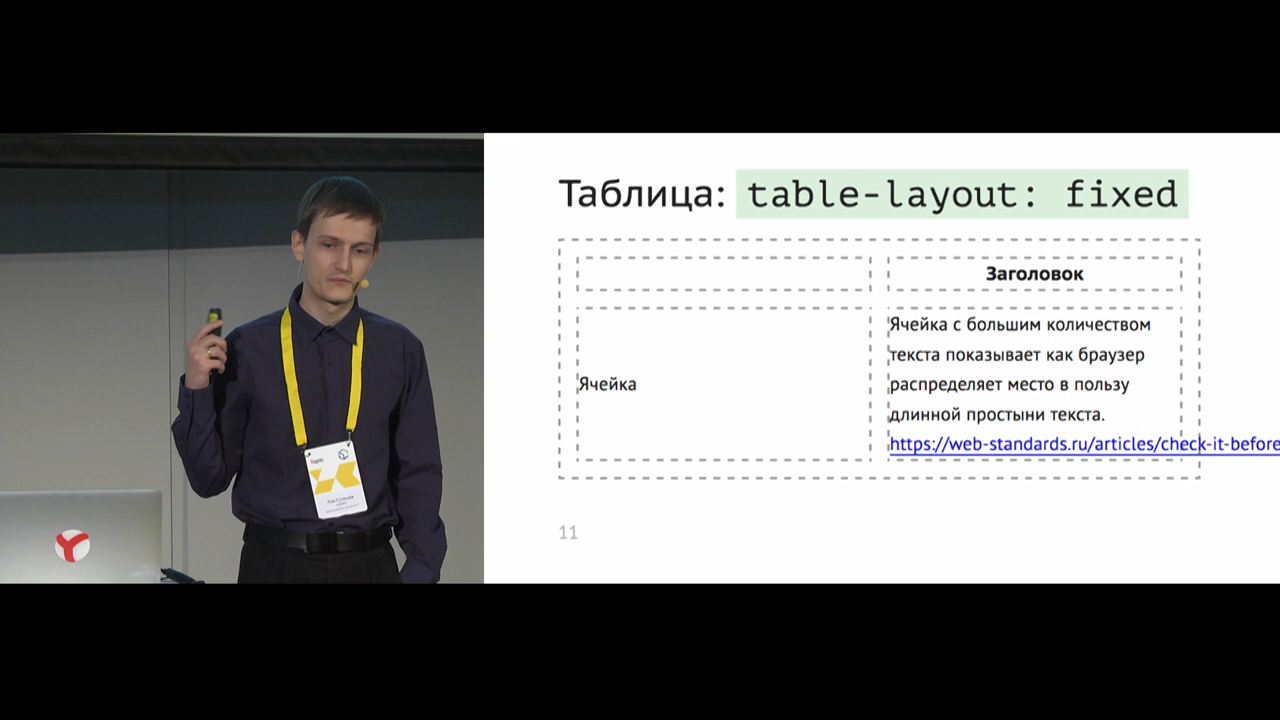 Таблица: table-layout: fixed
Заголовок
Ячейка с большим количеством
текста показывает как браузер
распределяет место в пользу
длинной простыни текста.
Ячейка
https://web-standards.ru/articles/check-it-before
11